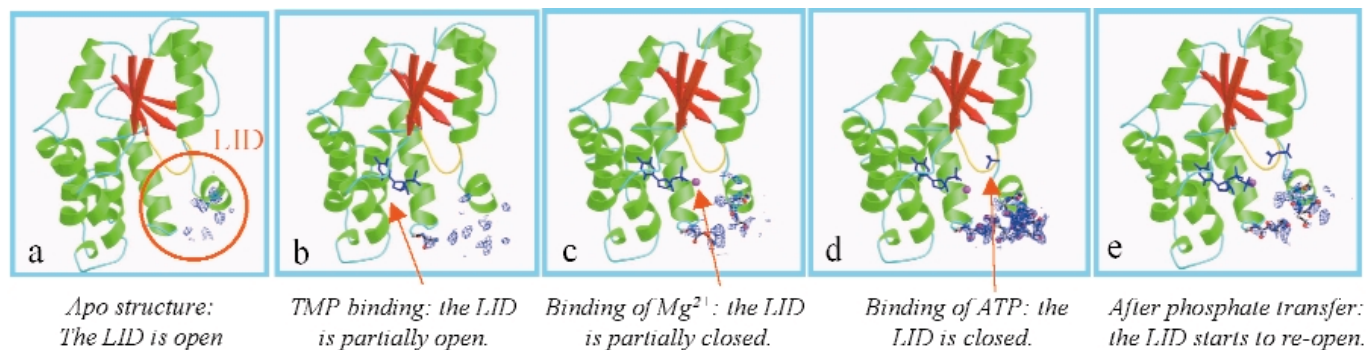 LID
a
b
c
d
e
Apo structure:
The LID is open
TMP binding: the LID
is partially open.
Binding of Mg²⁺: the LID
is partially closed.
Binding of ATP: the
LID is closed.
After phosphate transfer:
the LID starts to re-open.